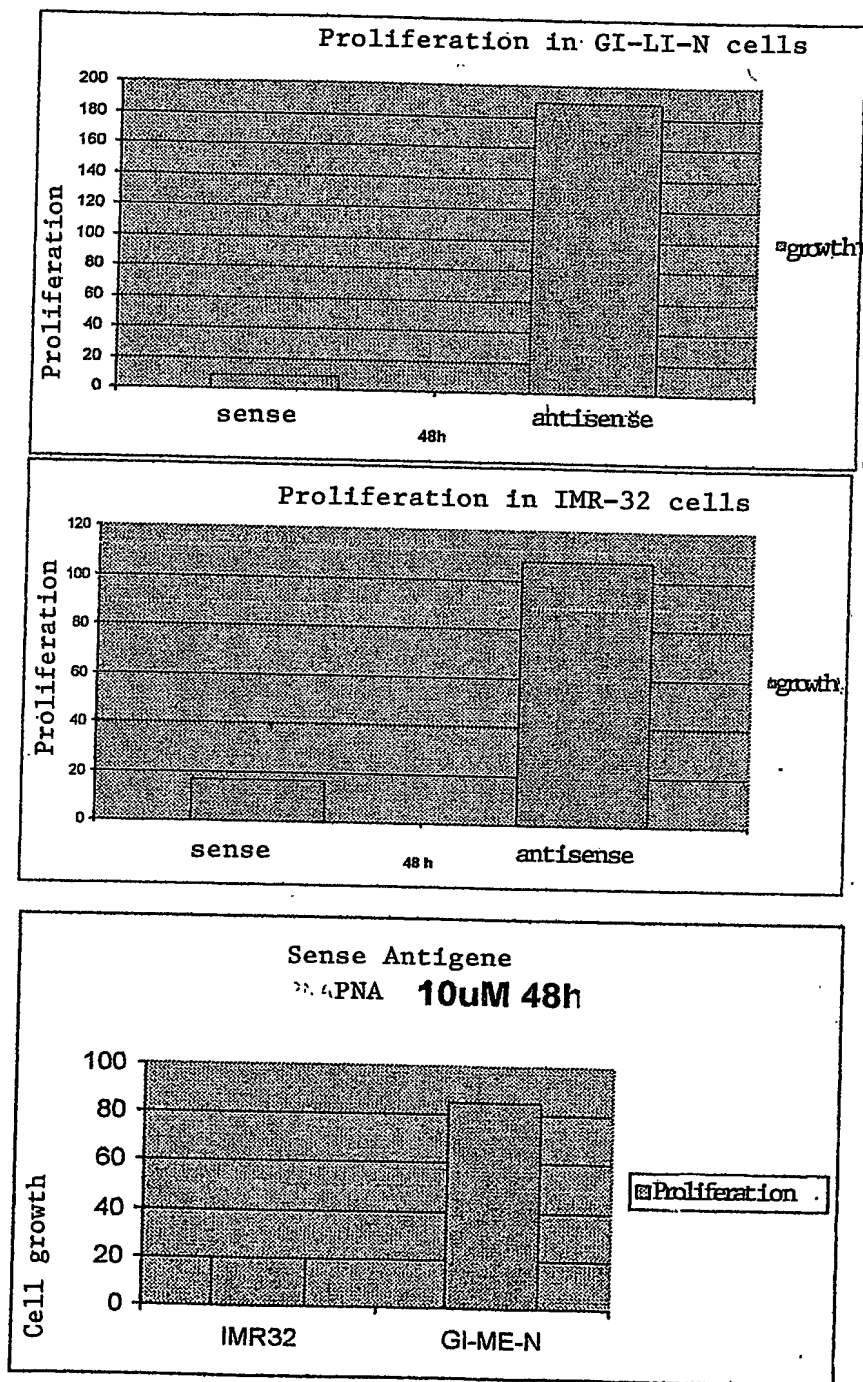 Proliferation in GI-LI-N cells
200
180
160
140
120
100
80
60
40
20
0
Proliferation
growth
sense
antisense
48h
Proliferation in IMR-32 cells
120
100
80
60
40
20
0
Proliferation
growth
sense
antisense
48 h
Sense Antigene
PNA 10uM 48h
100
80
60
40
20
0
Cell growth
Proliferation
IMR32
GI-ME-N